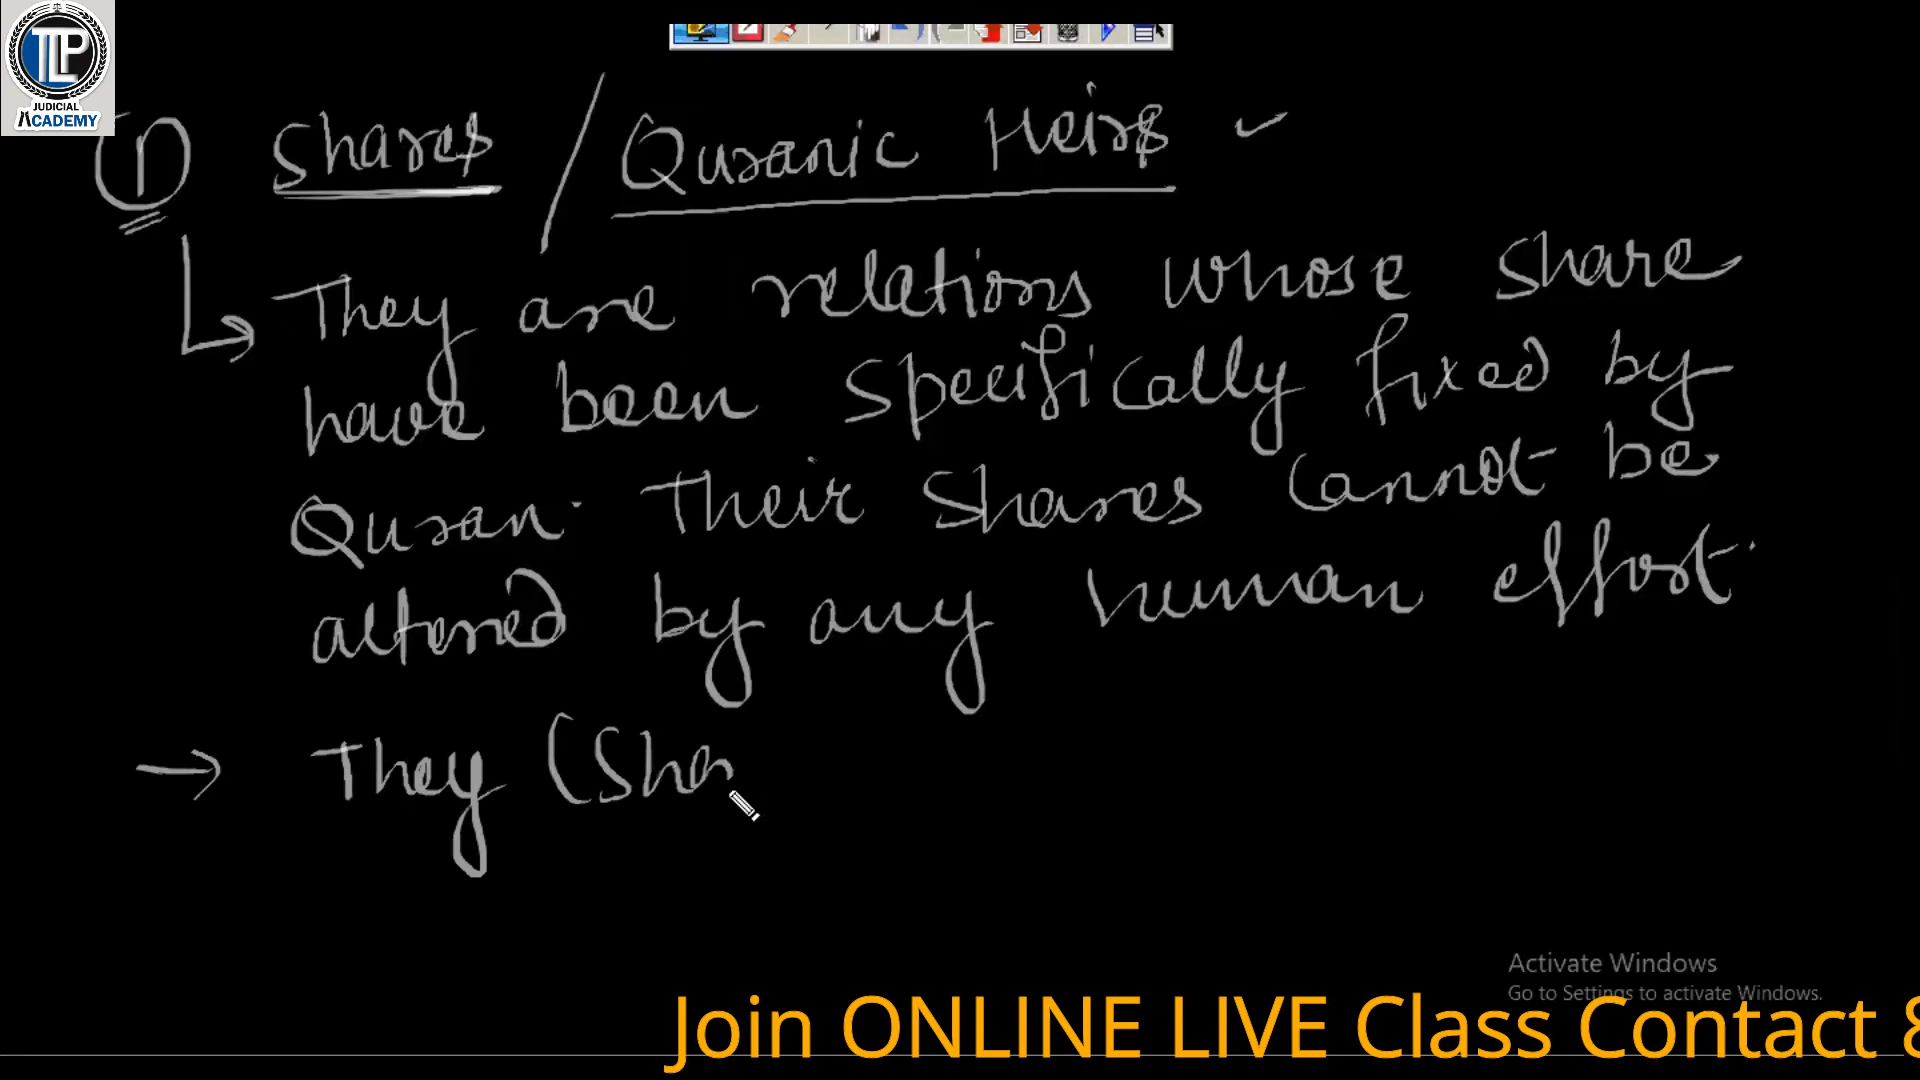 TLP
JUDICIAL
ACADEMY
① Shares / Quranic Heirs
They are relations whose share
have been specifically fixed by
Quran. Their Shares cannot be
altered by any human effort.
→ They (Sha
Activate Windows
Go to Settings to activate Windows.
Join ONLINE LIVE Class Contact 8